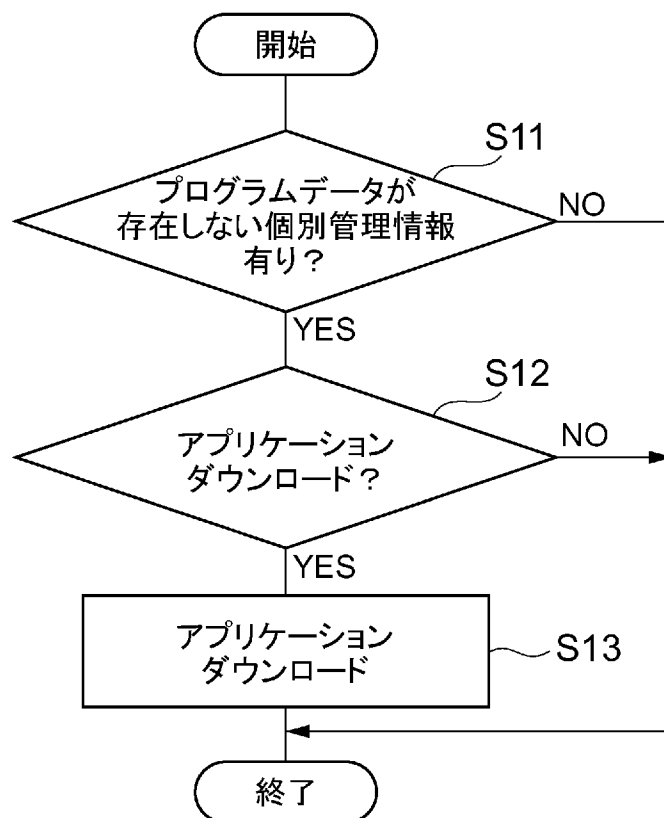 開始
S11
プログラムデータが
存在しない個別管理情報
有り？
NO
YES
S12
アプリケーション
ダウンロード？
NO
YES
アプリケーション
ダウンロード
S13
終了